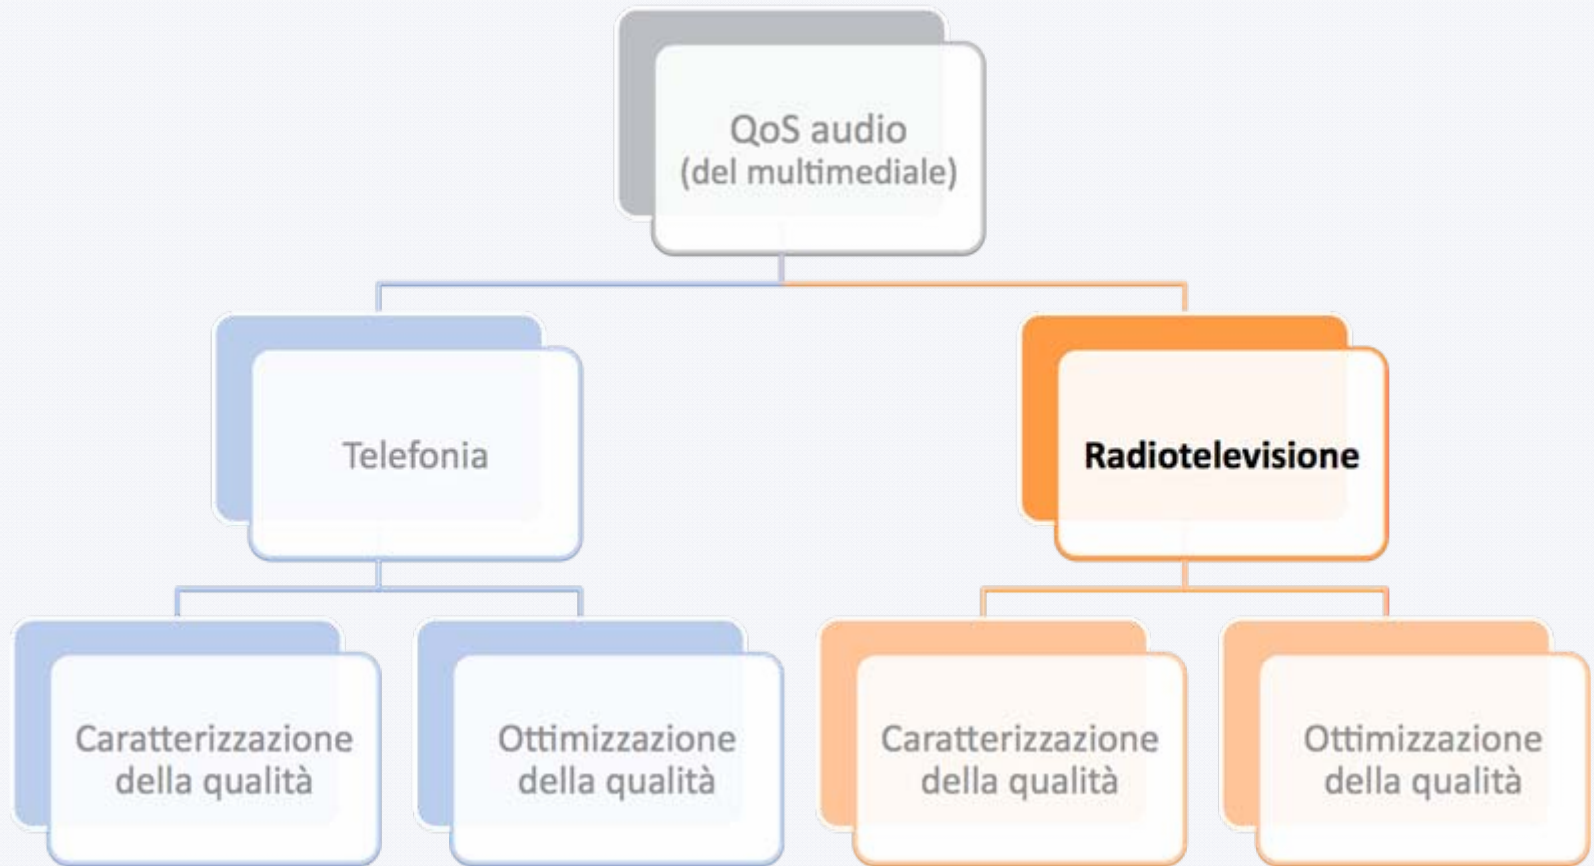 QoS audio
(del multimediale)
Telefonia
Radiotelevisione
Caratterizzazione
della qualità
Ottimizzazione
della qualità
Caratterizzazione
della qualità
Ottimizzazione
della qualità